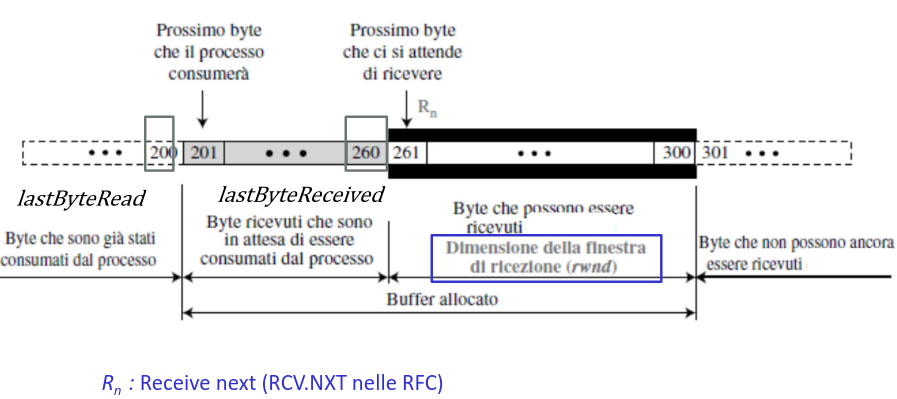 Prossimo byte
che il processo
consumerà
Prossimo byte
che ci si attende
di ricevere
Rn
• • • 200 201 • • • 260 261 • • • 300 301 • • •
lastByteRead
lastByteReceived
Byte che sono già stati
consumati dal processo
Byte ricevuti che sono
in attesa di essere
consumati dal processo
Byte che possono essere
ricevuti
Dimensione della finestra
di ricezione (rwnd)
Byte che non possono ancora
essere ricevuti
Buffer allocato
Rn : Receive next (RCV.NXT nelle RFC)